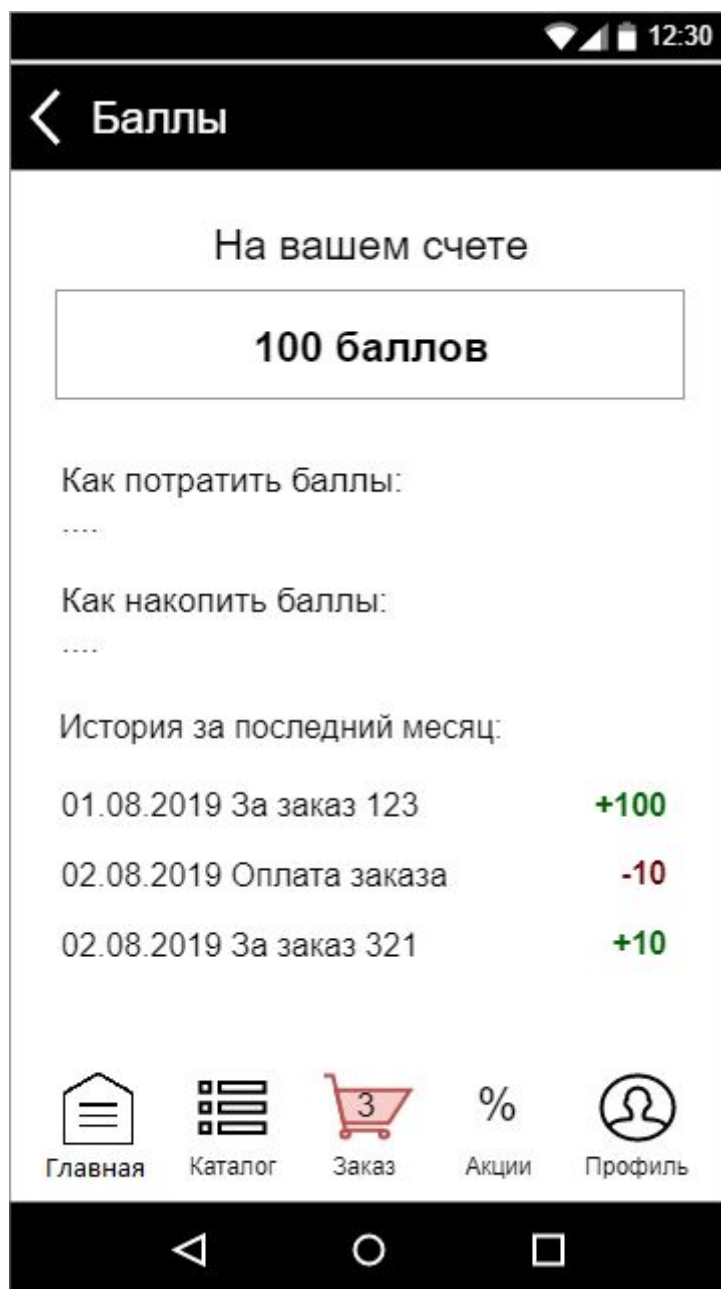 12:30
Баллы
На вашем счете
100 баллов
Как потратить баллы:
----
Как накопить баллы:
----
История за последний месяц:
01.08.2019 За заказ 123 +100
02.08.2019 Оплата заказа -10
02.08.2019 За заказ 321 +10
3 %
Главная Каталог Заказ Акции Профиль